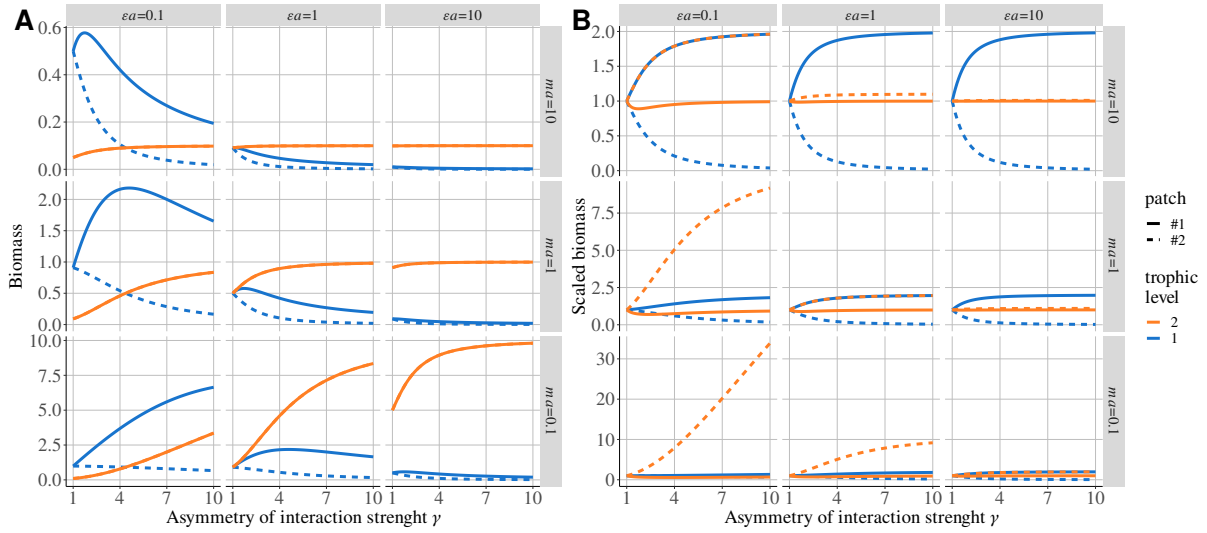 A
εa=0.1
εa=1
εa=10
Biomass
0.6
0.4
0.2
0.0
ma=10
2.0
1.5
1.0
0.5
0.0
ma=1
10.0
7.5
5.0
2.5
0.0
ma=0.1
1
4
7
10
1
4
7
10
1
4
7
10
Asymmetry of interaction strenght γ
B
εa=0.1
εa=1
εa=10
Scaled biomass
2.0
1.5
1.0
0.5
0.0
ma=10
7.5
5.0
2.5
0.0
ma=1
30
20
10
0
ma=0.1
1
4
7
10
1
4
7
10
1
4
7
10
Asymmetry of interaction strenght γ
patch
#1
#2
trophic
level
2
1